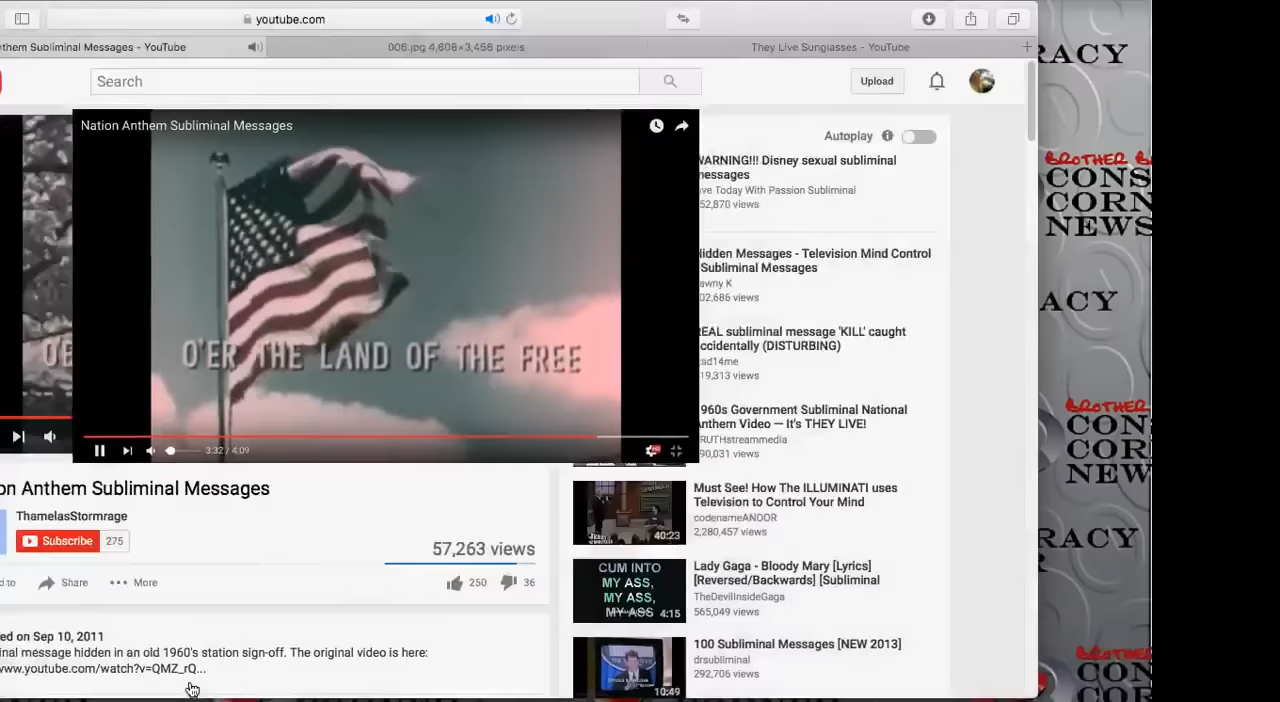 youtube.com
them Subliminal Messages - YouTube
006.jpg 4,608×3,456 pixels
They Live Sunglasses - YouTube
Search
Upload
Nation Anthem Subliminal Messages
O'ER THE LAND OF THE FREE
3:32 / 4:09
on Anthem Subliminal Messages
ThamelasStormrage
Subscribe 275
57,263 views
d to Share More
250 36
ed on Sep 10, 2011
inal message hidden in an old 1960's station sign-off. The original video is here:
www.youtube.com/watch?v=QMZ_rQ...
Autoplay
WARNING!!! Disney sexual subliminal
messages
ve Today With Passion Subliminal
52,870 views
Hidden Messages - Television Mind Control
Subliminal Messages
awny K
02,686 views
REAL subliminal message 'KILL' caught
ccidentally (DISTURBING)
sd14me
19,313 views
960s Government Subliminal National
Anthem Video — It's THEY LIVE!
RUTHstreammedia
90,031 views
Must See! How The ILLUMINATI uses
Television to Control Your Mind
codenameANDOR
2,280,457 views
40:23
Lady Gaga - Bloody Mary [Lyrics]
[Reversed/Backwards] [Subliminal
TheDevilInsideGaga
565,049 views
CUM INTO
MY ASS,
MY ASS,
MY ASS
4:15
100 Subliminal Messages [NEW 2013]
drsubliminal
292,706 views
10:49
RACY
BROTHER B
CONS
CORN
NEWS
ACY
BROTHER
CON
COR
NEW
RACY
BROTHER
CON
COR